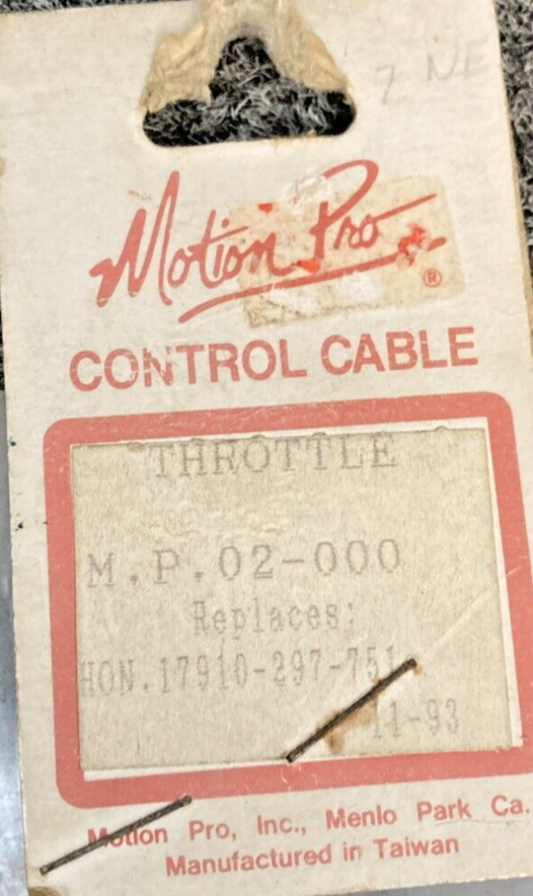 Z NE
Motion Pro
®
CONTROL CABLE
THROTTLE
M.P.02-000
Replaces:
HON.17910-297-751
11-93
Motion Pro, Inc., Menlo Park Ca.
Manufactured in Taiwan